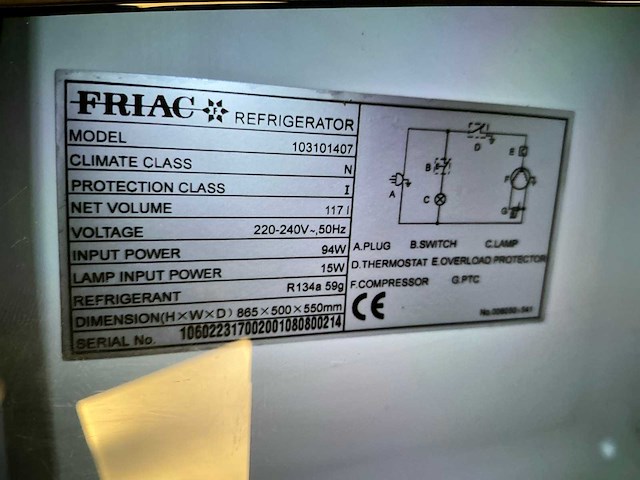 FRIAC REFRIGERATOR
MODEL 103101407
CLIMATE CLASS N
PROTECTION CLASS I
NET VOLUME 117 l
VOLTAGE 220-240V~,50Hz
INPUT POWER 94W
LAMP INPUT POWER 15W
REFRIGERANT R134a 59g
DIMENSION(H×W×D) 865×500×550mm
SERIAL No. 106022317002001080800214
D
E
B
F
A
C
G
A.PLUG B.SWITCH C.LAMP
D.THERMOSTAT E.OVERLOAD PROTECTOR
F.COMPRESSOR G.PTC
CE